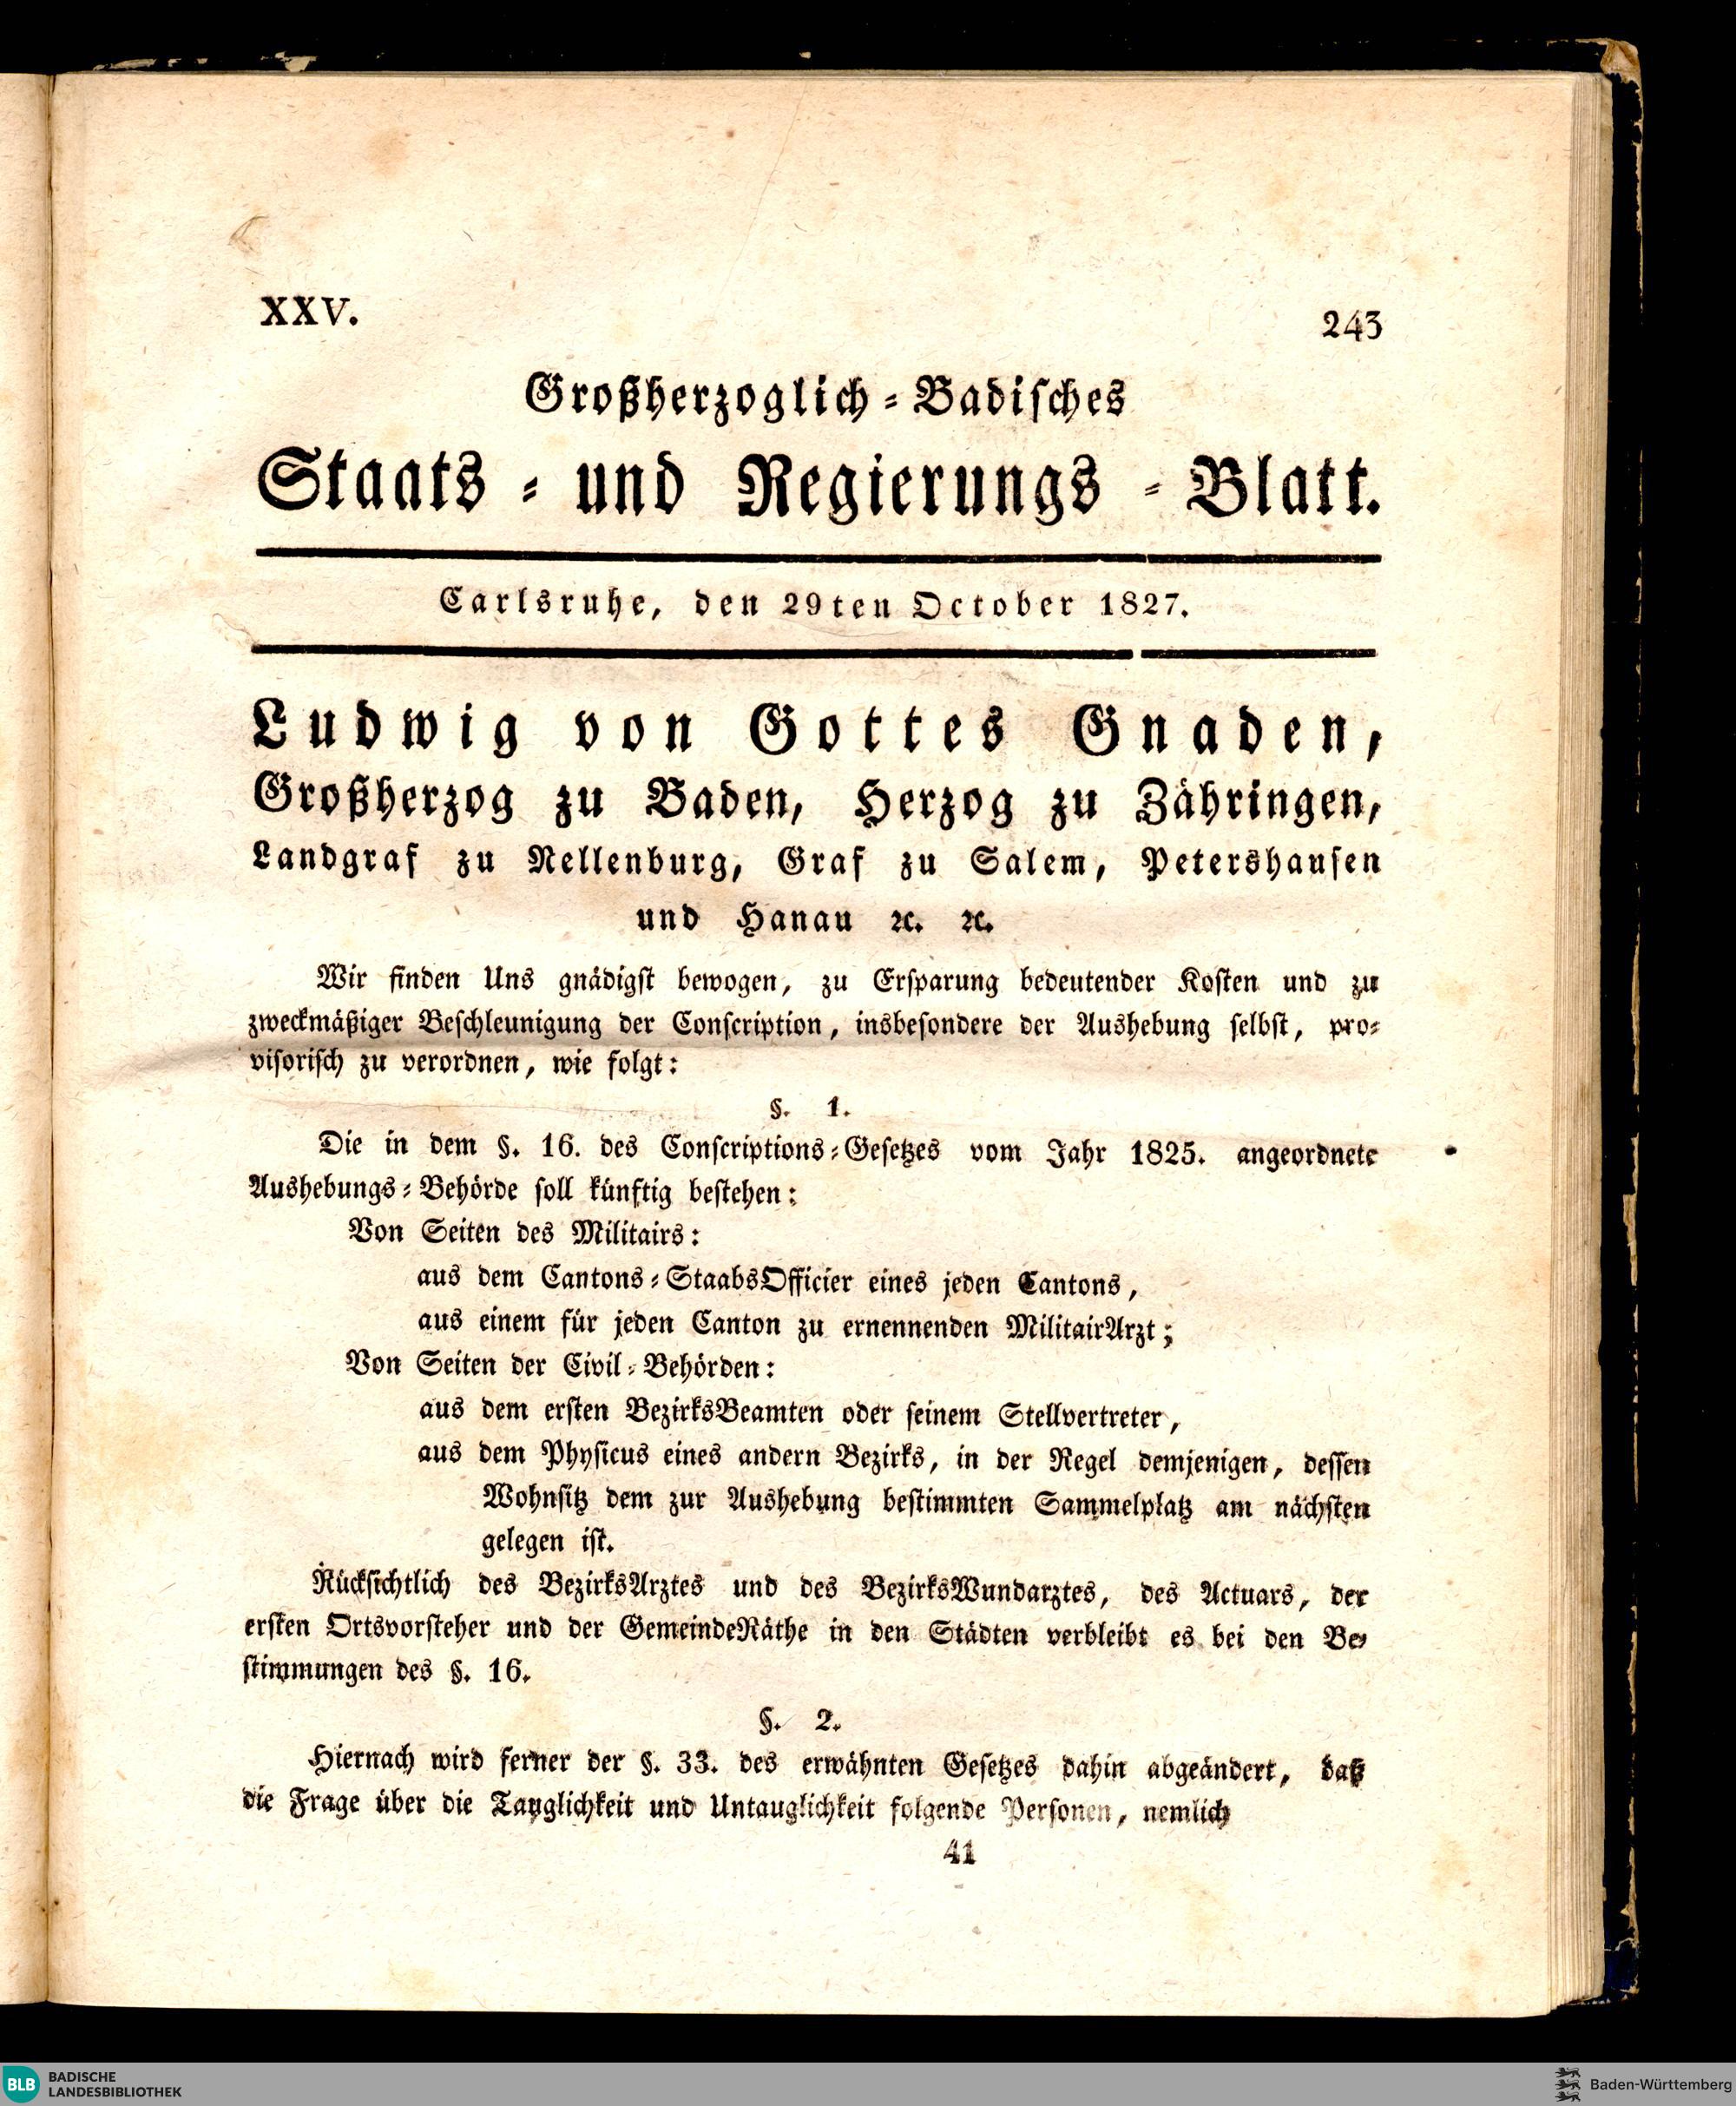 XXV.
243
Großherzoglich-Badisches
Staats- und Regierungs-Blatt.
Carlsruhe, den 29ten October 1827.
Ludwig von Gottes Gnaden,
Großherzog zu Baden, Herzog zu Zähringen,
Landgraf zu Nellenburg, Graf zu Salem, Petershausen
und Hanau ꝛc. ꝛc.
Wir finden Uns gnädigst bewogen, zu Ersparung bedeutender Kosten und zu
zweckmäßiger Beschleunigung der Conscription, insbesondere der Aushebung selbst, pro-
visorisch zu verordnen, wie folgt:
§. 1.
Die in dem §. 16. des Conscriptions-Gesetzes vom Jahr 1825. angeordnete
Aushebungs-Behörde soll künftig bestehen:
Von Seiten des Militairs:
aus dem Cantons-StaabsOfficier eines jeden Cantons,
aus einem für jeden Canton zu ernennenden MilitairArzt;
Von Seiten der Civil-Behörden:
aus dem ersten BezirksBeamten oder seinem Stellvertreter,
aus dem Physicus eines andern Bezirks, in der Regel demjenigen, dessen
Wohnsitz dem zur Aushebung bestimmten Sammelplatz am nächsten
gelegen ist.
Rücksichtlich des BezirksArztes und des BezirksWundarztes, des Actuars, der
ersten Ortsvorsteher und der GemeindeRäthe in den Städten verbleibt es bei den Be-
stimmungen des §. 16.
§. 2.
Hiernach wird ferner der §. 33. des erwähnten Gesetzes dahin abgeändert, daß
die Frage über die Tauglichkeit und Untauglichkeit folgende Personen, nemlich
41
BLB BADISCHE
LANDESBIBLIOTHEK
Baden-Württemberg